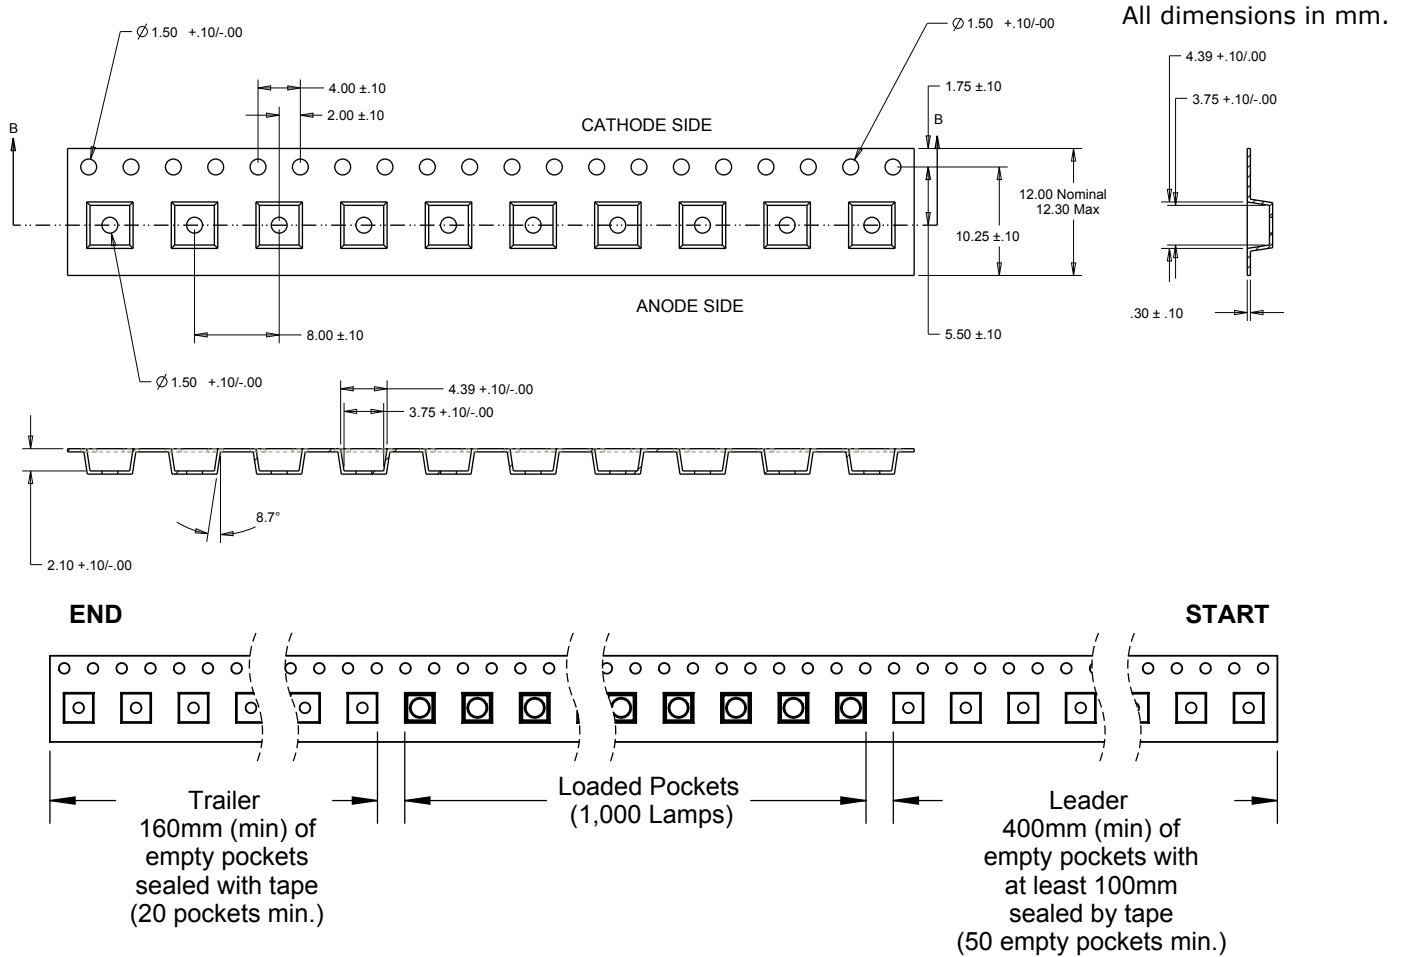 All dimensions in mm.
Ø 1.50 +.10/-.00
Ø 1.50 +.10/-00
4.39 +.10/.00
4.00 ±.10
1.75 ±.10
3.75 +.10/-.00
2.00 ±.10
B
CATHODE SIDE
B
12.00 Nominal
12.30 Max
10.25 ±.10
ANODE SIDE
.30 ± .10
8.00 ±.10
5.50 ±.10
Ø 1.50 +.10/-.00
4.39 +.10/-.00
3.75 +.10/-.00
8.7°
2.10 +.10/-.00
END
START
Trailer
160mm (min) of
empty pockets
sealed with tape
(20 pockets min.)
Loaded Pockets
(1,000 Lamps)
Leader
400mm (min) of
empty pockets with
at least 100mm
sealed by tape
(50 empty pockets min.)